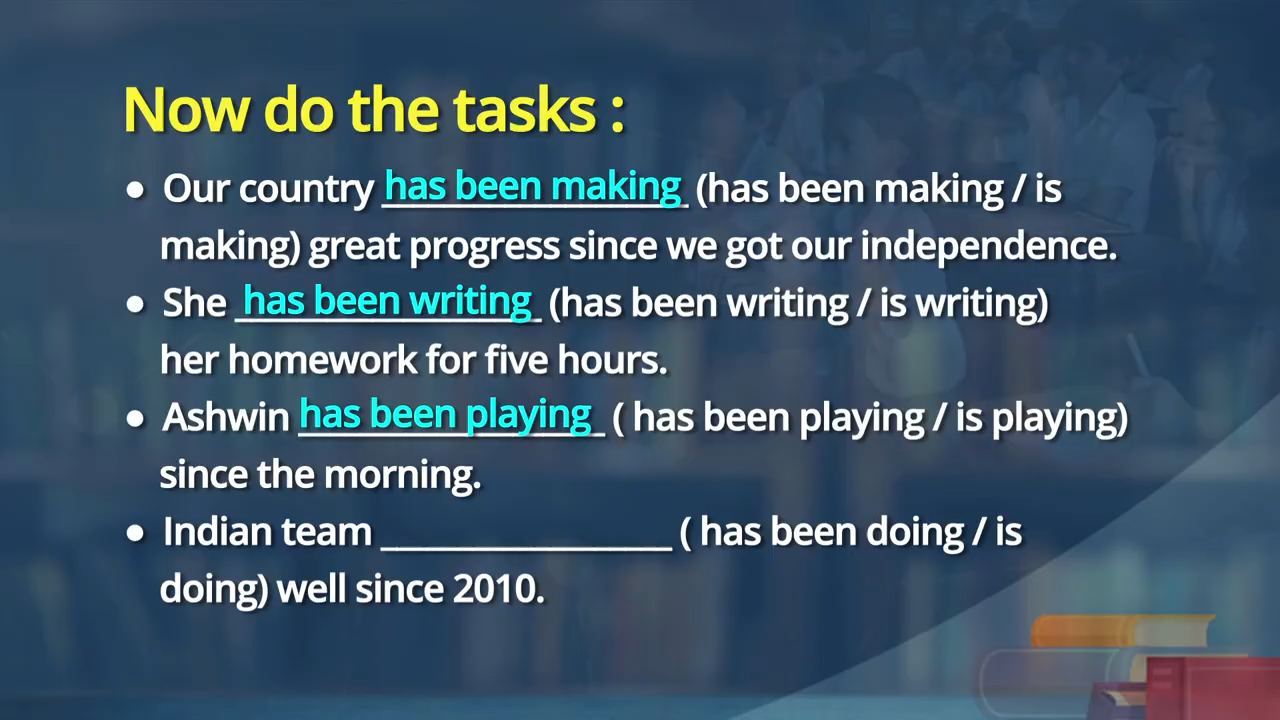 Now do the tasks :
● Our country has been making (has been making / is
making) great progress since we got our independence.
● She has been writing (has been writing / is writing)
her homework for five hours.
● Ashwin has been playing ( has been playing / is playing)
since the morning.
● Indian team _______________ ( has been doing / is
doing) well since 2010.